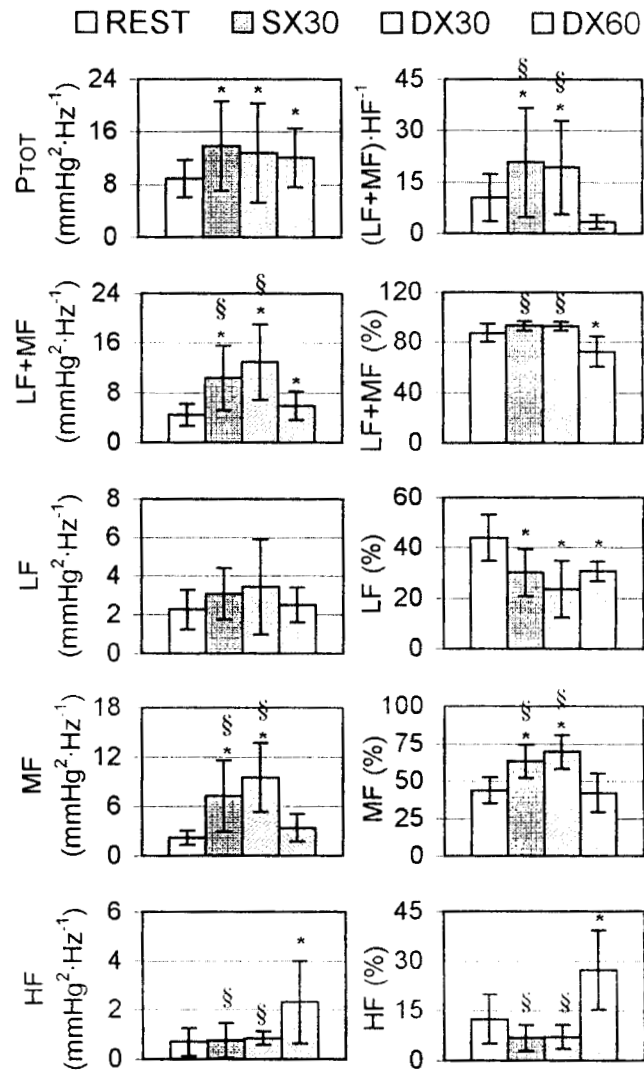 REST SX30 DX30 DX60
PTOT
(mmHg²·Hz⁻¹)
24
16
8
0
* * *
(LF+MF)·HF⁻¹
45
30
15
0
§ §
* *
LF+MF
(mmHg²·Hz⁻¹)
24
16
8
0
§ §
* * *
LF+MF (%)
120
80
40
0
§ § *
LF
(mmHg²·Hz⁻¹)
8
6
4
2
0
LF (%)
60
40
20
0
* * *
MF
(mmHg²·Hz⁻¹)
18
12
6
0
§ §
* *
MF (%)
100
75
50
25
0
§ §
* *
HF
(mmHg²·Hz⁻¹)
6
4
2
0
§ § *
HF (%)
45
30
15
0
§ § *